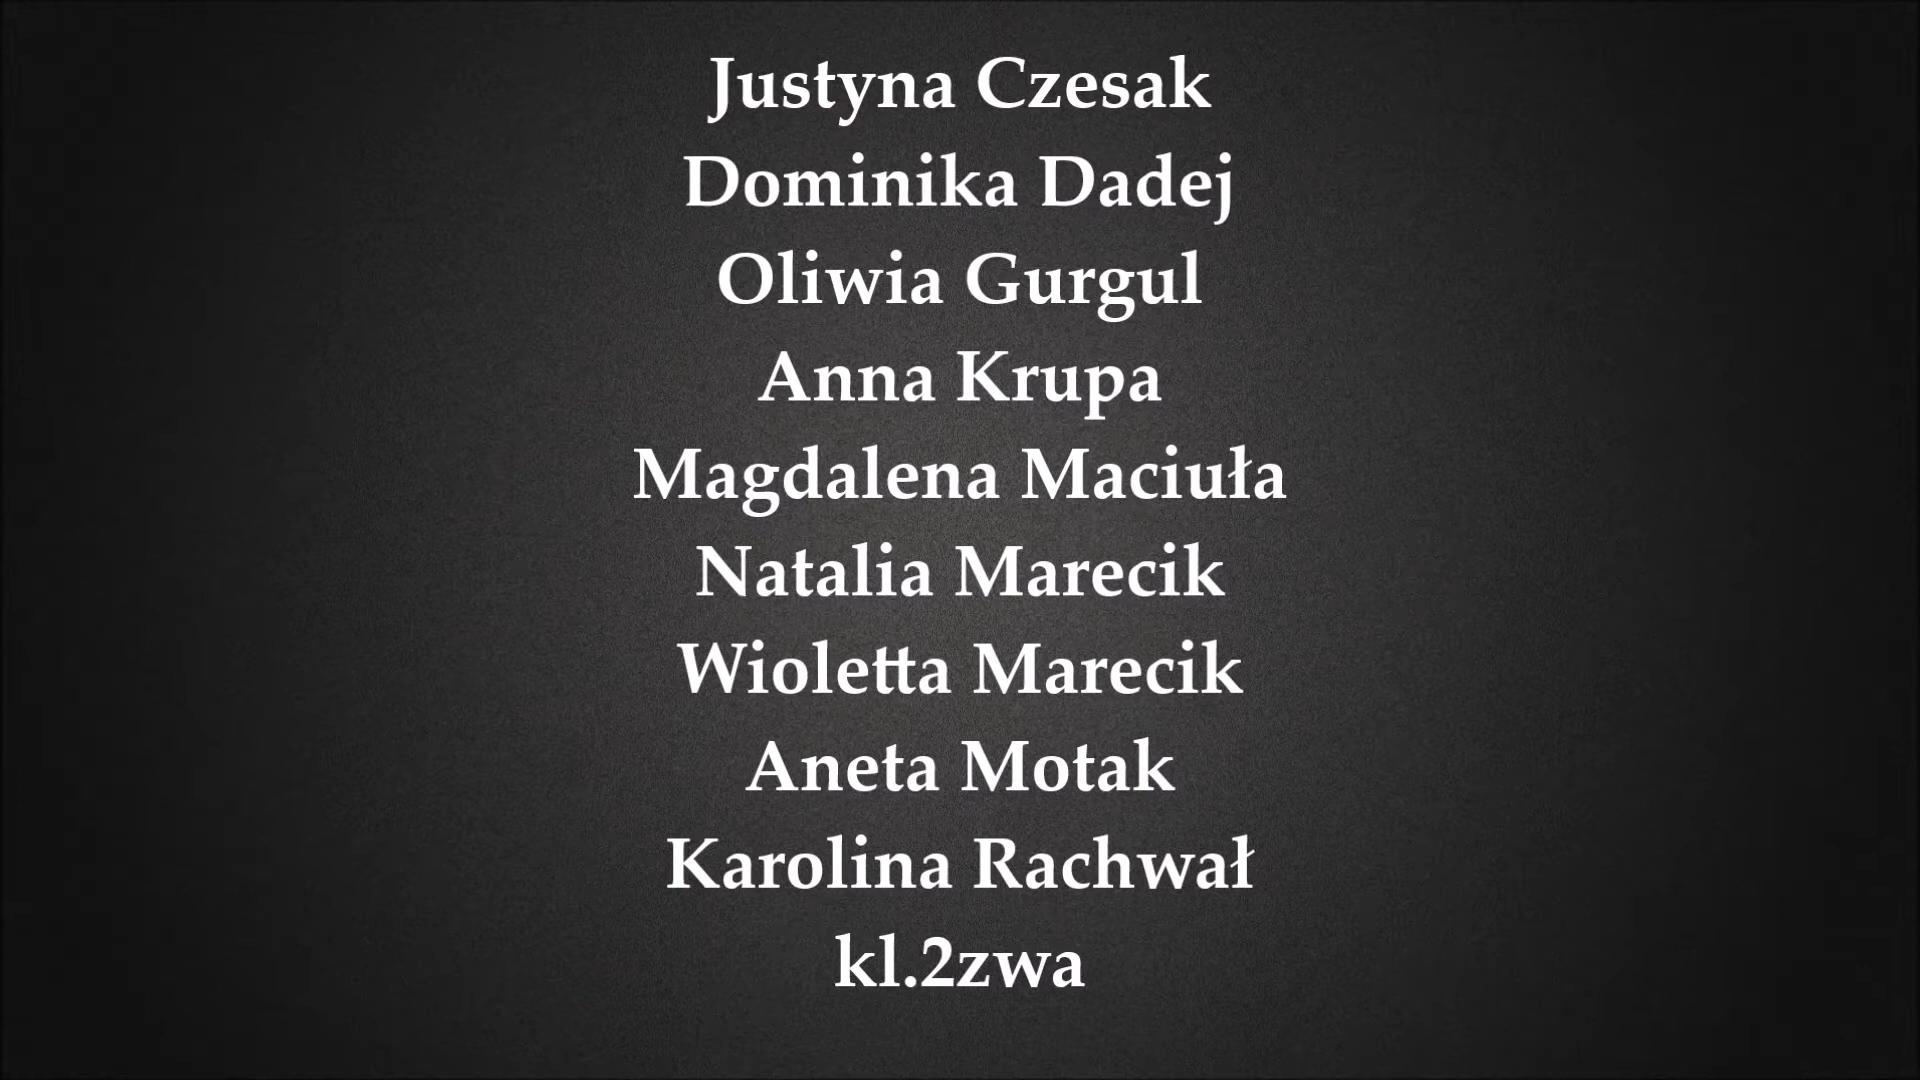 Justyna Czesak
Dominika Dadej
Oliwia Gurgul
Anna Krupa
Magdalena Maciuła
Natalia Marecik
Wioletta Marecik
Aneta Motak
Karolina Rachwał
kl.2zwa